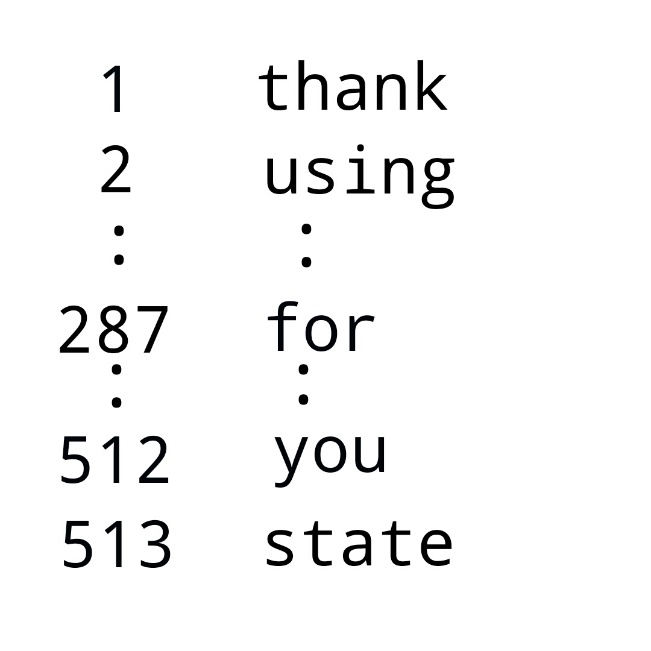 1 thank
2 using
: :
287 for
: :
512 you
513 state